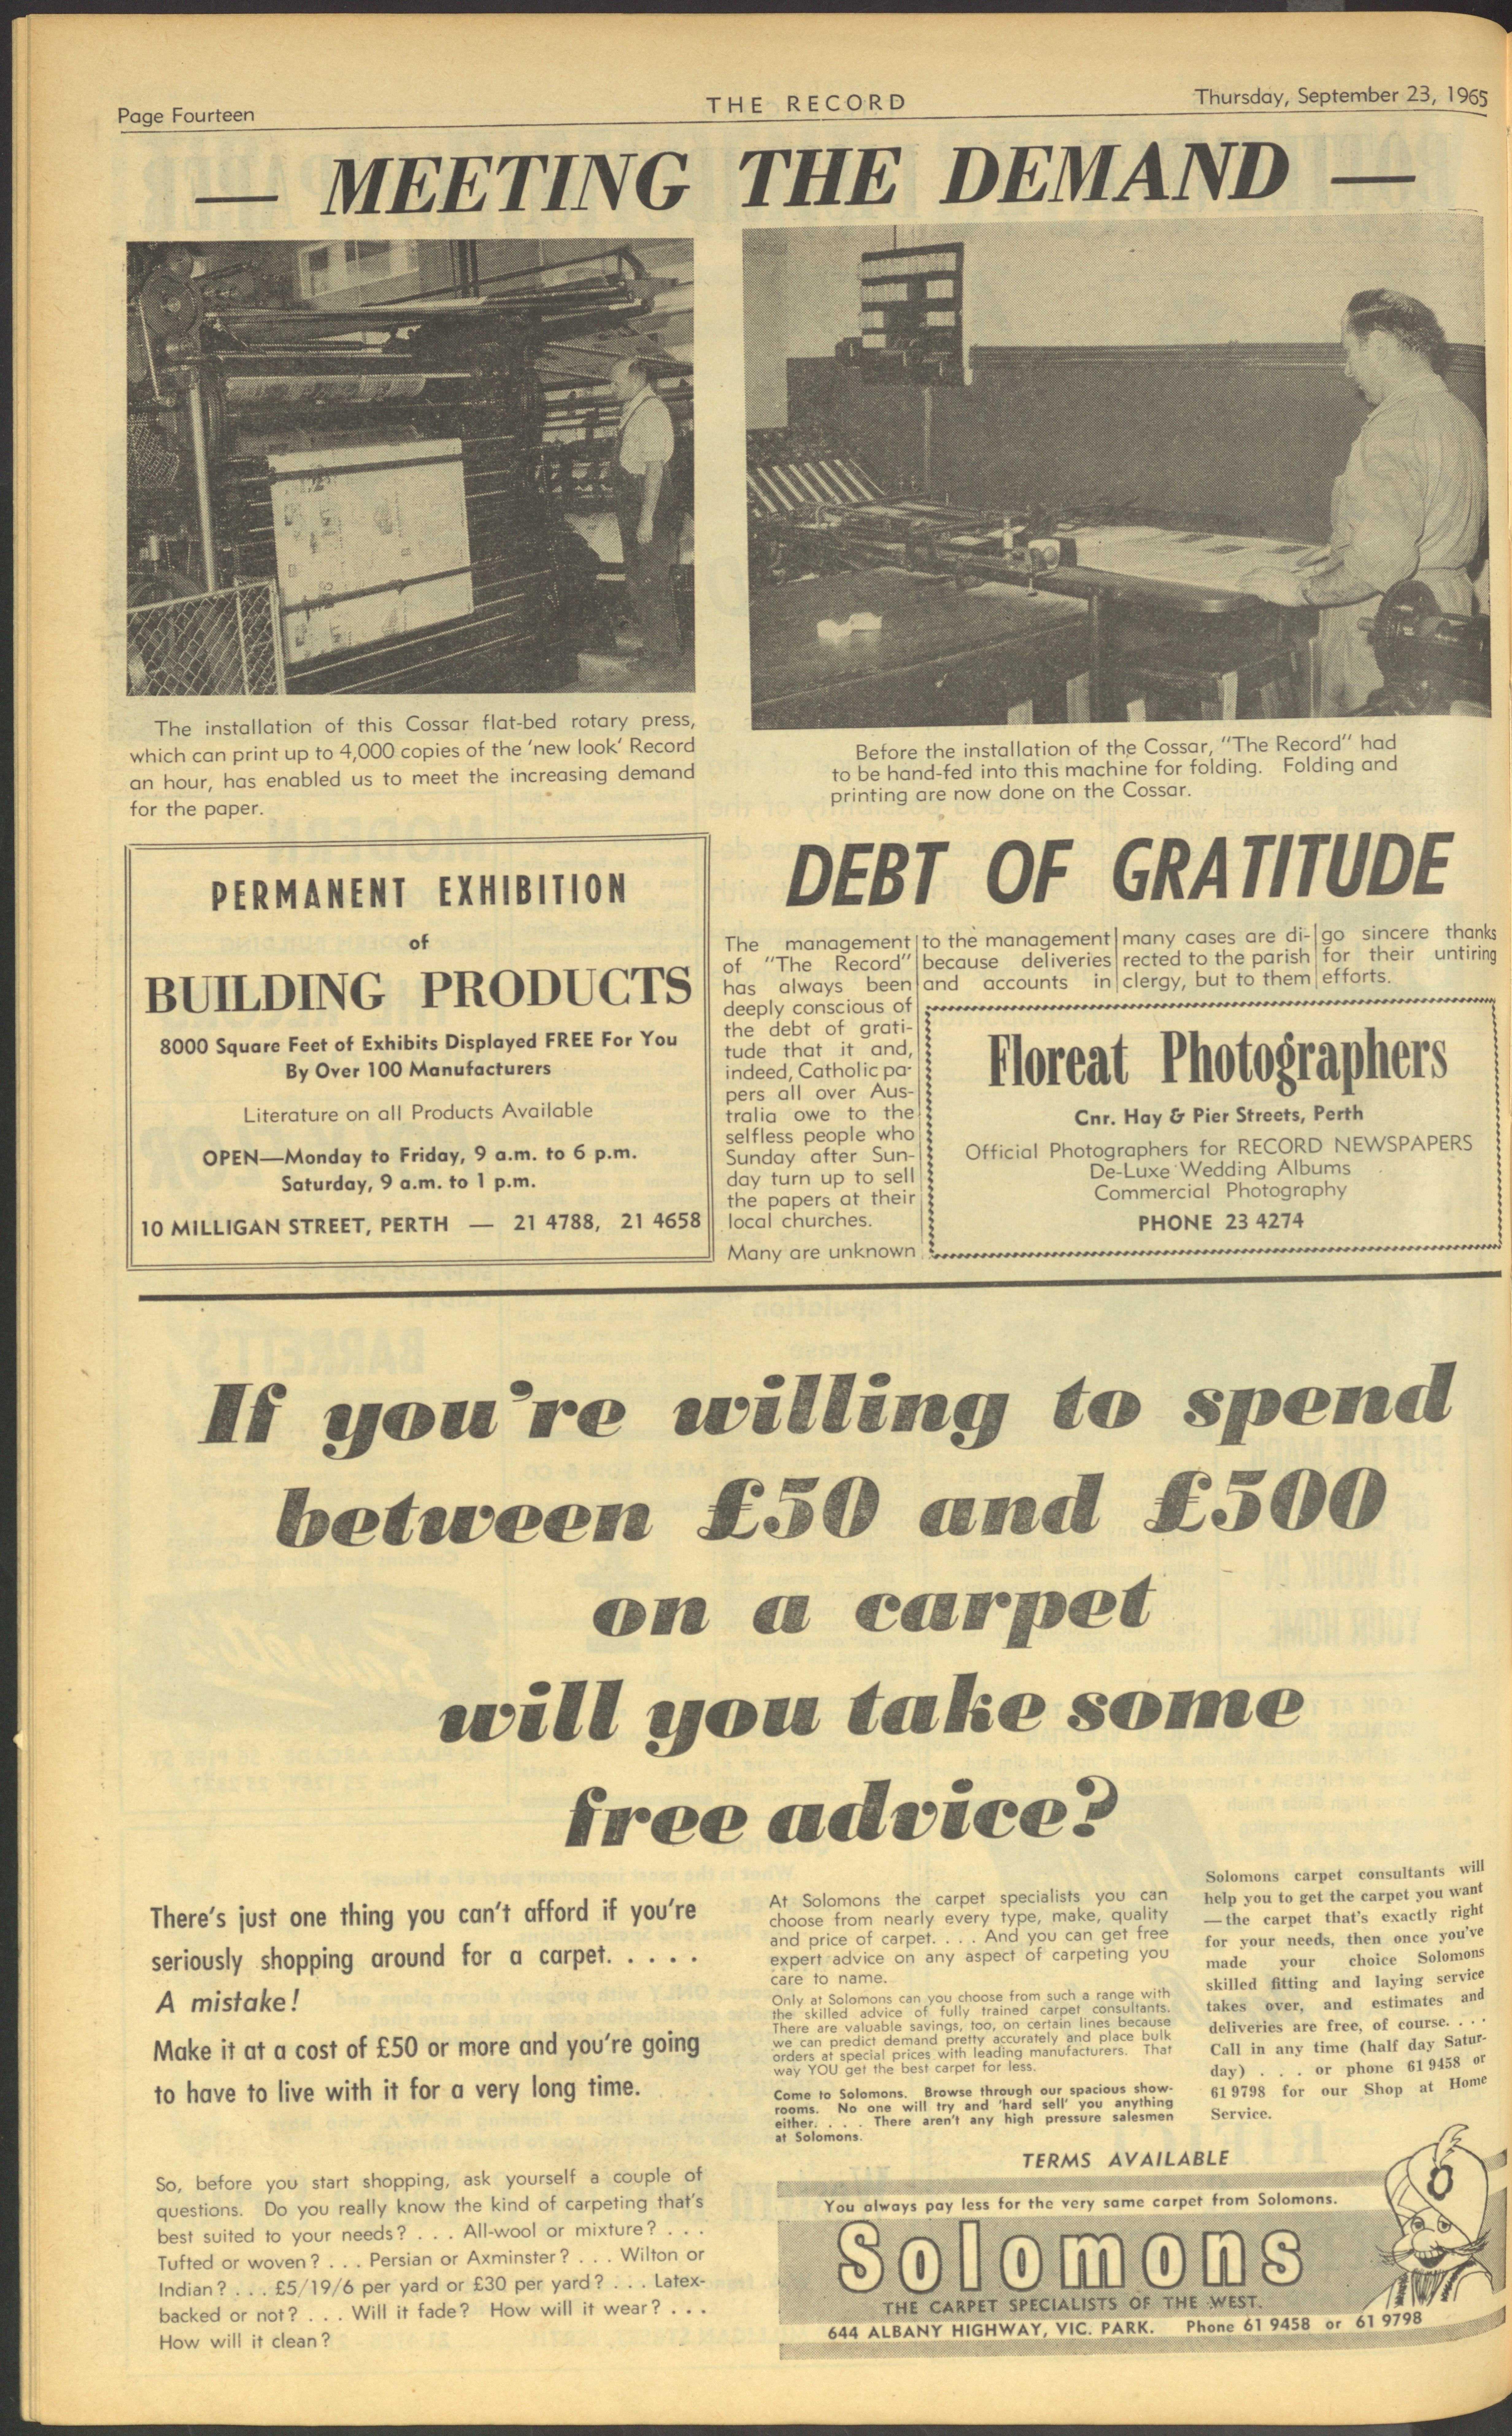 Page Fourteen
THE RECORD
Thursday, September 23, 1965
— MEETING THE DEMAND —
The installation of this Cossar flat-bed rotary press,
which can print up to 4,000 copies of the 'new look' Record
an hour, has enabled us to meet the increasing demand
for the paper.
Before the installation of the Cossar, "The Record" had
to be hand-fed into this machine for folding. Folding and
printing are now done on the Cossar.
PERMANENT EXHIBITION
of
BUILDING PRODUCTS
8000 Square Feet of Exhibits Displayed FREE For You
By Over 100 Manufacturers
Literature on all Products Available
OPEN—Monday to Friday, 9 a.m. to 6 p.m.
Saturday, 9 a.m. to 1 p.m.
10 MILLIGAN STREET, PERTH — 21 4788, 21 4658
DEBT OF GRATITUDE
The management
of "The Record"
has always been
deeply conscious of
the debt of grati-
tude that it and,
indeed, Catholic pa-
pers all over Aus-
tralia owe to the
selfless people who
Sunday after Sun-
day turn up to sell
the papers at their
local churches.
Many are unknown
to the management
because deliveries
and accounts in
many cases are di-
rected to the parish
clergy, but to them
go sincere thanks
for their untiring
efforts.
Floreat Photographers
Cnr. Hay & Pier Streets, Perth
Official Photographers for RECORD NEWSPAPERS
De-Luxe Wedding Albums
Commercial Photography
PHONE 23 4274
If you're willing to spend
between £50 and £500
on a carpet
will you take some
free advice?
There's just one thing you can't afford if you're
seriously shopping around for a carpet. . . . .
A mistake!
Make it at a cost of £50 or more and you're going
to have to live with it for a very long time.
So, before you start shopping, ask yourself a couple of
questions. Do you really know the kind of carpeting that's
best suited to your needs? . . . All-wool or mixture? . . .
Tufted or woven? . . . Persian or Axminster? . . . Wilton or
Indian? . . . £5/19/6 per yard or £30 per yard? . . . Latex-
backed or not? . . . Will it fade? How will it wear? . . .
How will it clean?
At Solomons the carpet specialists you can
choose from nearly every type, make, quality
and price of carpet. . . . And you can get free
expert advice on any aspect of carpeting you
care to name.
Only at Solomons can you choose from such a range with
the skilled advice of fully trained carpet consultants.
There are valuable savings, too, on certain lines because
we can predict demand pretty accurately and place bulk
orders at special prices with leading manufacturers. That
way YOU get the best carpet for less.
Come to Solomons. Browse through our spacious show-
rooms. No one will try and 'hard sell' you anything
either. . . . There aren't any high pressure salesmen
at Solomons.
Solomons carpet consultants will
help you to get the carpet you want
—the carpet that's exactly right
for your needs, then once you've
made your choice Solomons
skilled fitting and laying service
takes over, and estimates and
deliveries are free, of course. . . .
Call in any time (half day Satur-
day) . . . or phone 61 9458 or
61 9798 for our Shop at Home
Service.
TERMS AVAILABLE
You always pay less for the very same carpet from Solomons.
Solomons
THE CARPET SPECIALISTS OF THE WEST.
644 ALBANY HIGHWAY, VIC. PARK. Phone 61 9458 or 61 9798